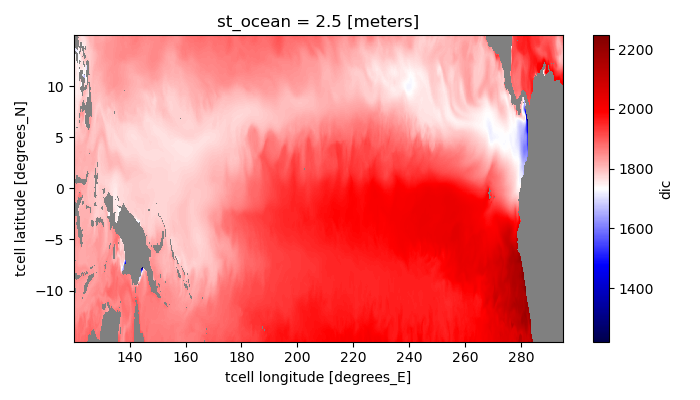 st_ocean = 2.5 [meters]
10
5
0
−5
−10
tcell latitude [degrees_N]
140 160 180 200 220 240 260 280
tcell longitude [degrees_E]
2200
2000
1800
1600
1400
dic